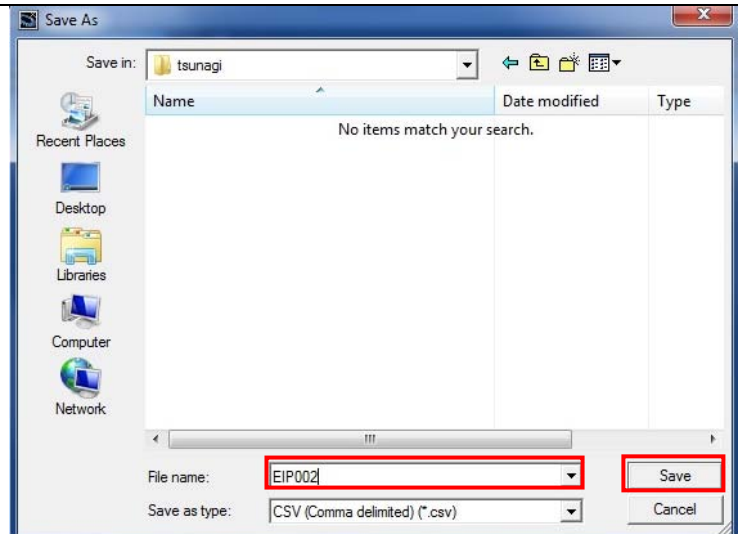 Save As
Save in: tsunagi
Name Date modified Type
No items match your search.
Recent Places
Desktop
Libraries
Computer
Network
File name: EIP002 Save
Save as type: CSV (Comma delimited) (*.csv) Cancel